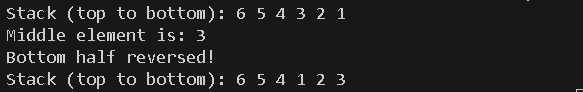 Stack (top to bottom): 6 5 4 3 2 1
Middle element is: 3
Bottom half reversed!
Stack (top to bottom): 6 5 4 1 2 3